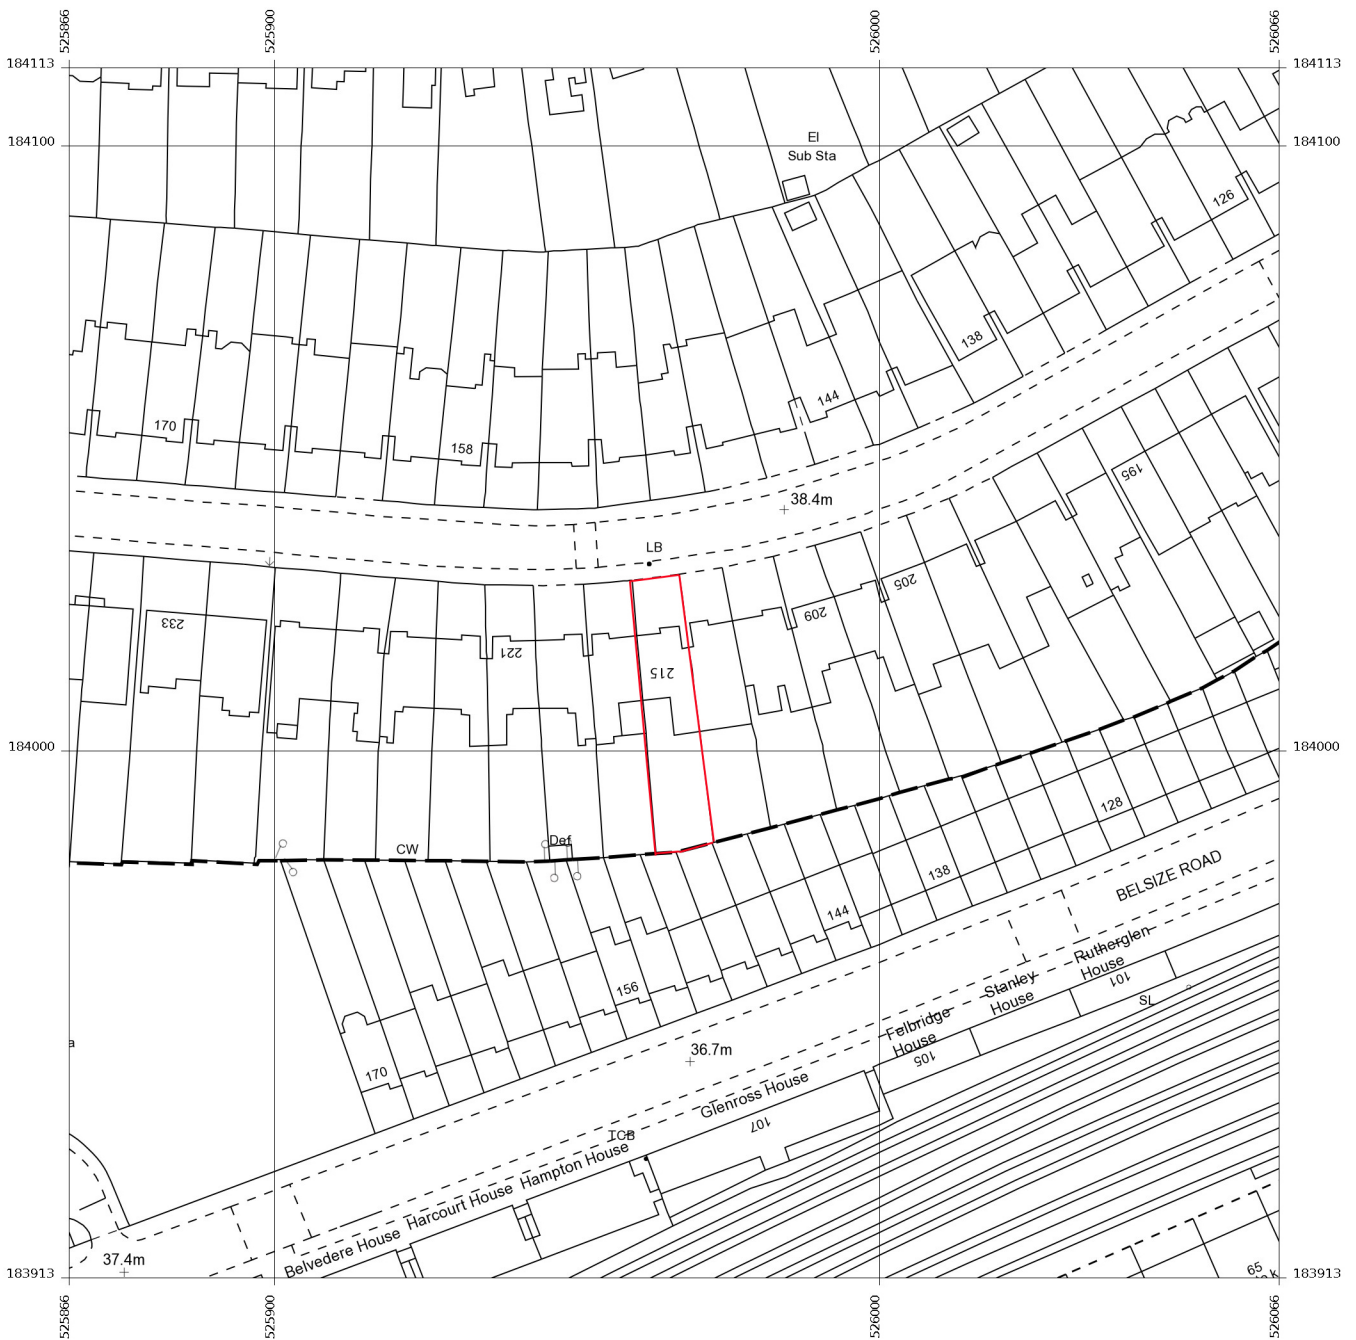 525866
525900
526000
526066
184113
184113
184100
184100
El
Sub Sta
126
138
144
170
158
38.4m
195
LB
205
209
233
221
215
184000
184000
128
CW
Def
138
BELSIZE ROAD
144
Rutherglen
House
101
156
Stanley
House
SL
Felbridge
House
105
a
36.7m
170
Glenross House
107
TCB
Hampton House
Harcourt House
Belvedere House
37.4m
65
183913
183913
525866
525900
526000
526066